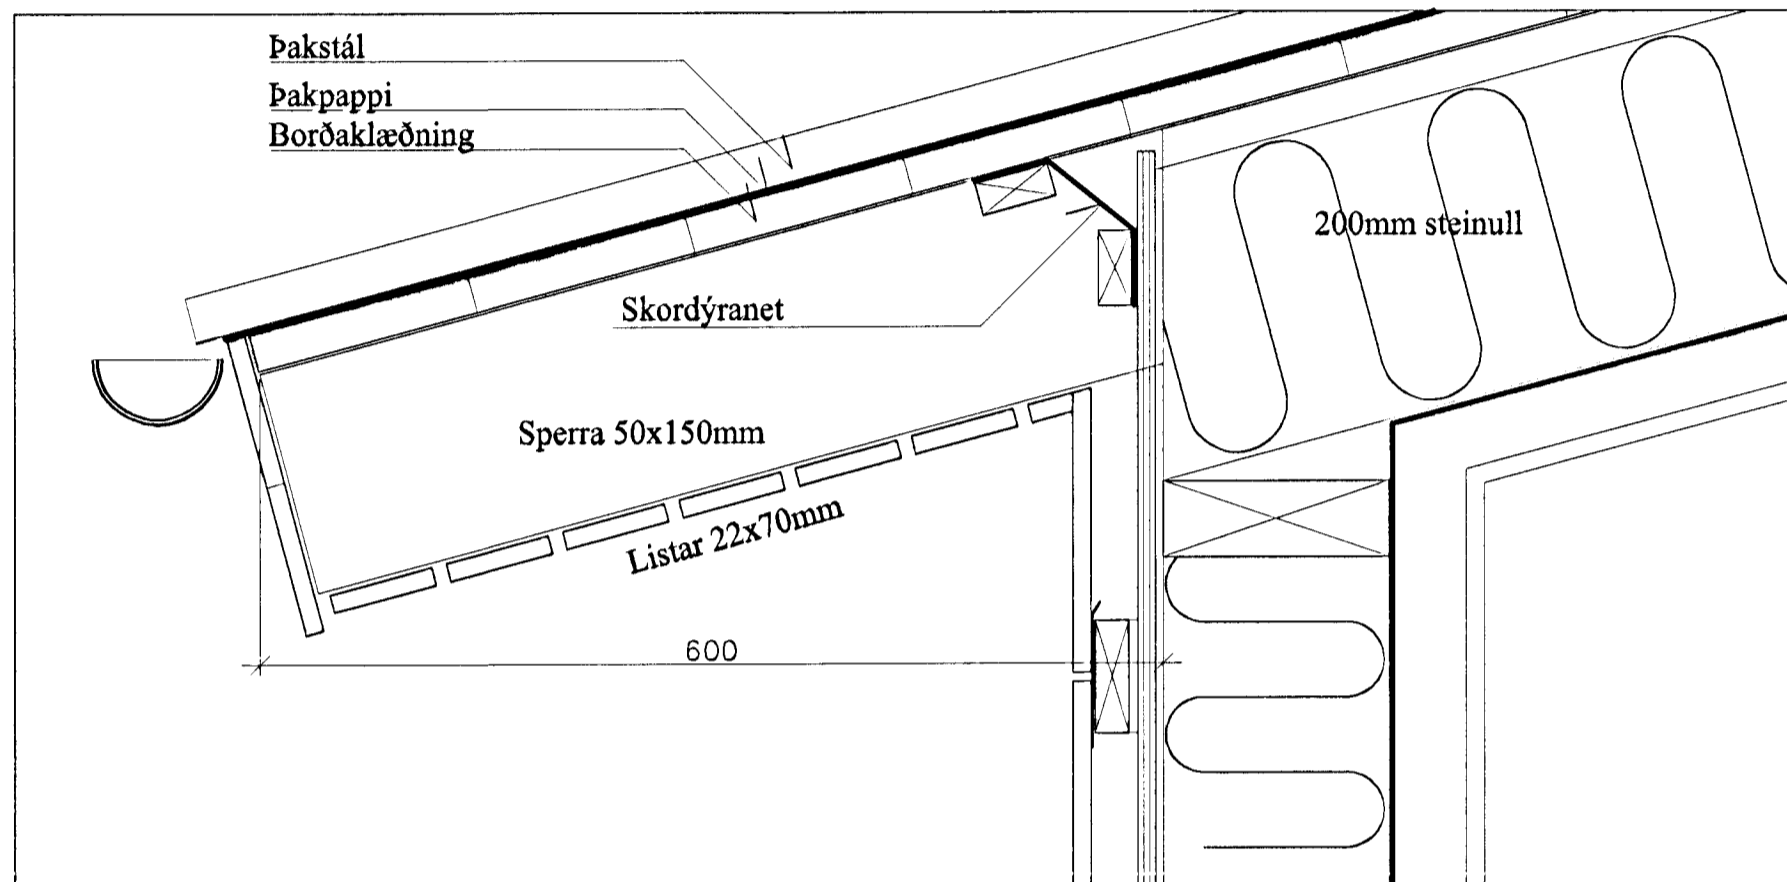 Þakstál
Þakpappi
Borðaklæðning
200mm steinull
Skordýranet
Sperra 50x150mm
Listar 22x70mm
600